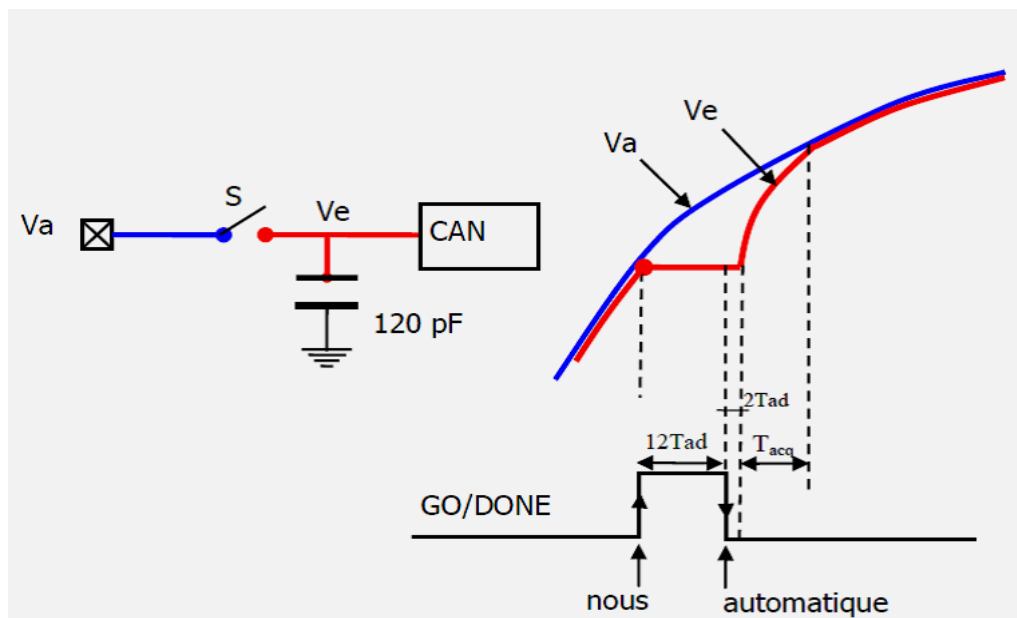 Va
S
Ve
CAN
120 pF
Va
Ve
2Tad
12Tad
Tacq
GO/DONE
nous
automatique